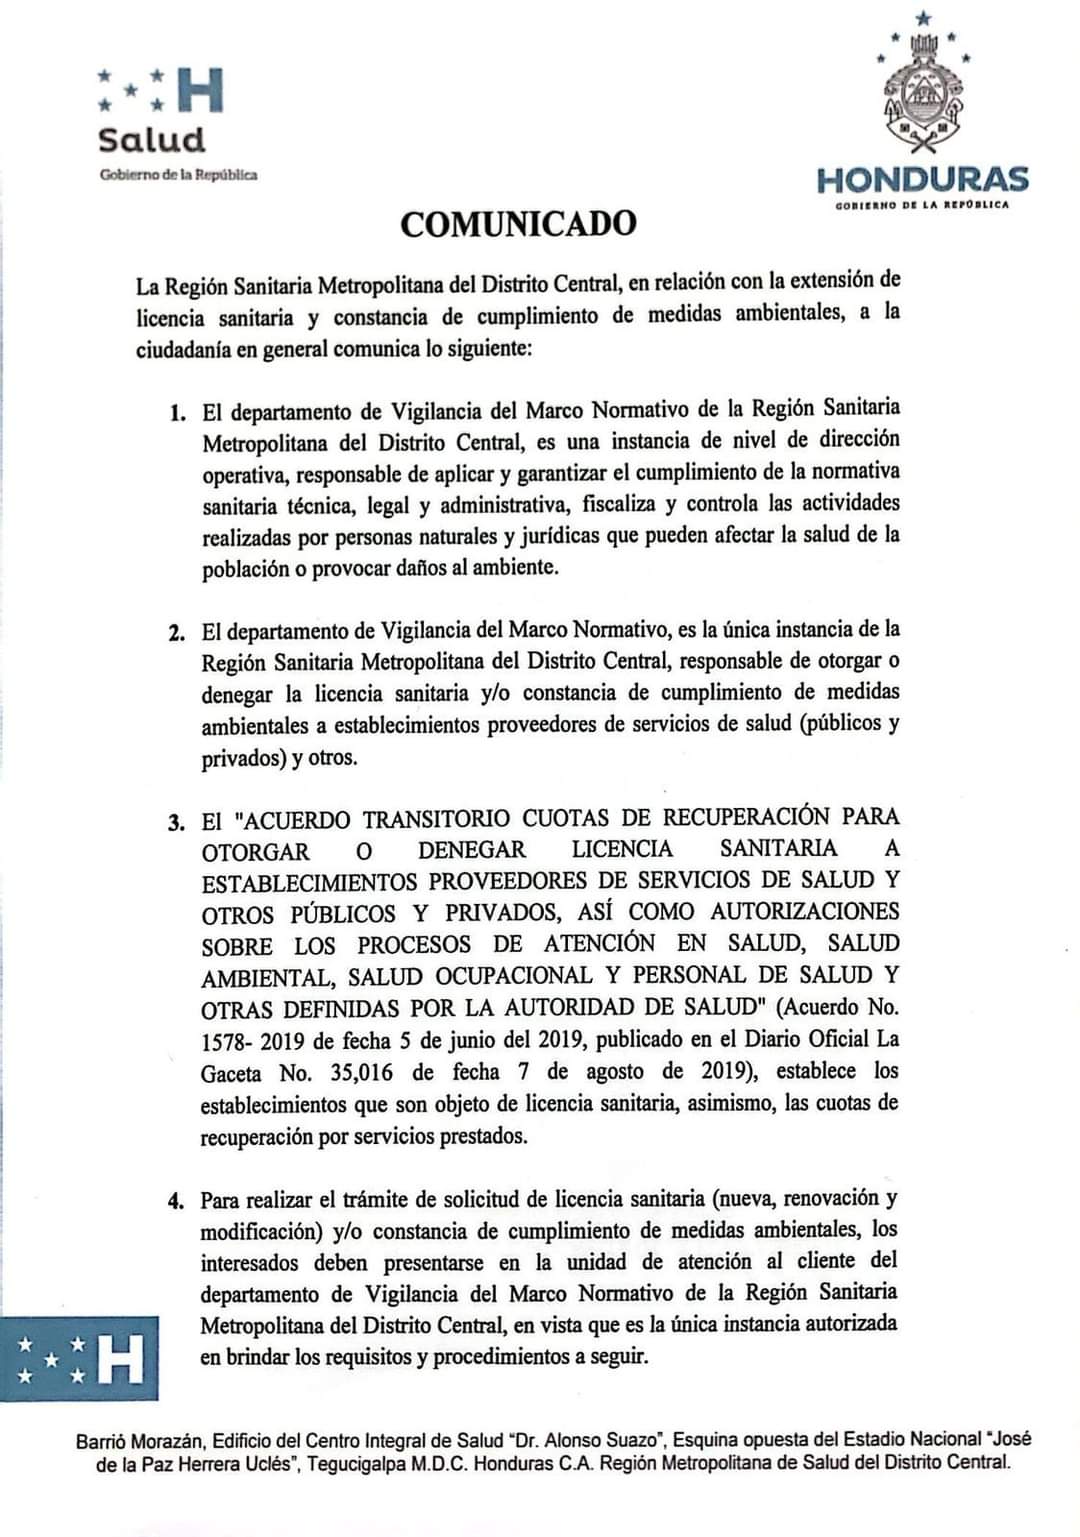 H
Salud
Gobierno de la República
HONDURAS
GOBIERNO DE LA REPÚBLICA
COMUNICADO
La Región Sanitaria Metropolitana del Distrito Central, en relación con la extensión de
licencia sanitaria y constancia de cumplimiento de medidas ambientales, a la
ciudadanía en general comunica lo siguiente:
1. El departamento de Vigilancia del Marco Normativo de la Región Sanitaria
Metropolitana del Distrito Central, es una instancia de nivel de dirección
operativa, responsable de aplicar y garantizar el cumplimiento de la normativa
sanitaria técnica, legal y administrativa, fiscaliza y controla las actividades
realizadas por personas naturales y jurídicas que pueden afectar la salud de la
población o provocar daños al ambiente.
2. El departamento de Vigilancia del Marco Normativo, es la única instancia de la
Región Sanitaria Metropolitana del Distrito Central, responsable de otorgar o
denegar la licencia sanitaria y/o constancia de cumplimiento de medidas
ambientales a establecimientos proveedores de servicios de salud (públicos y
privados) y otros.
3. El "ACUERDO TRANSITORIO CUOTAS DE RECUPERACIÓN PARA
OTORGAR O DENEGAR LICENCIA SANITARIA A
ESTABLECIMIENTOS PROVEEDORES DE SERVICIOS DE SALUD Y
OTROS PÚBLICOS Y PRIVADOS, ASÍ COMO AUTORIZACIONES
SOBRE LOS PROCESOS DE ATENCIÓN EN SALUD, SALUD
AMBIENTAL, SALUD OCUPACIONAL Y PERSONAL DE SALUD Y
OTRAS DEFINIDAS POR LA AUTORIDAD DE SALUD" (Acuerdo No.
1578- 2019 de fecha 5 de junio del 2019, publicado en el Diario Oficial La
Gaceta No. 35,016 de fecha 7 de agosto de 2019), establece los
establecimientos que son objeto de licencia sanitaria, asimismo, las cuotas de
recuperación por servicios prestados.
4. Para realizar el trámite de solicitud de licencia sanitaria (nueva, renovación y
modificación) y/o constancia de cumplimiento de medidas ambientales, los
interesados deben presentarse en la unidad de atención al cliente del
departamento de Vigilancia del Marco Normativo de la Región Sanitaria
Metropolitana del Distrito Central, en vista que es la única instancia autorizada
en brindar los requisitos y procedimientos a seguir.
H
Barrió Morazán, Edificio del Centro Integral de Salud “Dr. Alonso Suazo”, Esquina opuesta del Estadio Nacional “José
de la Paz Herrera Uclés”, Tegucigalpa M.D.C. Honduras C.A. Región Metropolitana de Salud del Distrito Central.